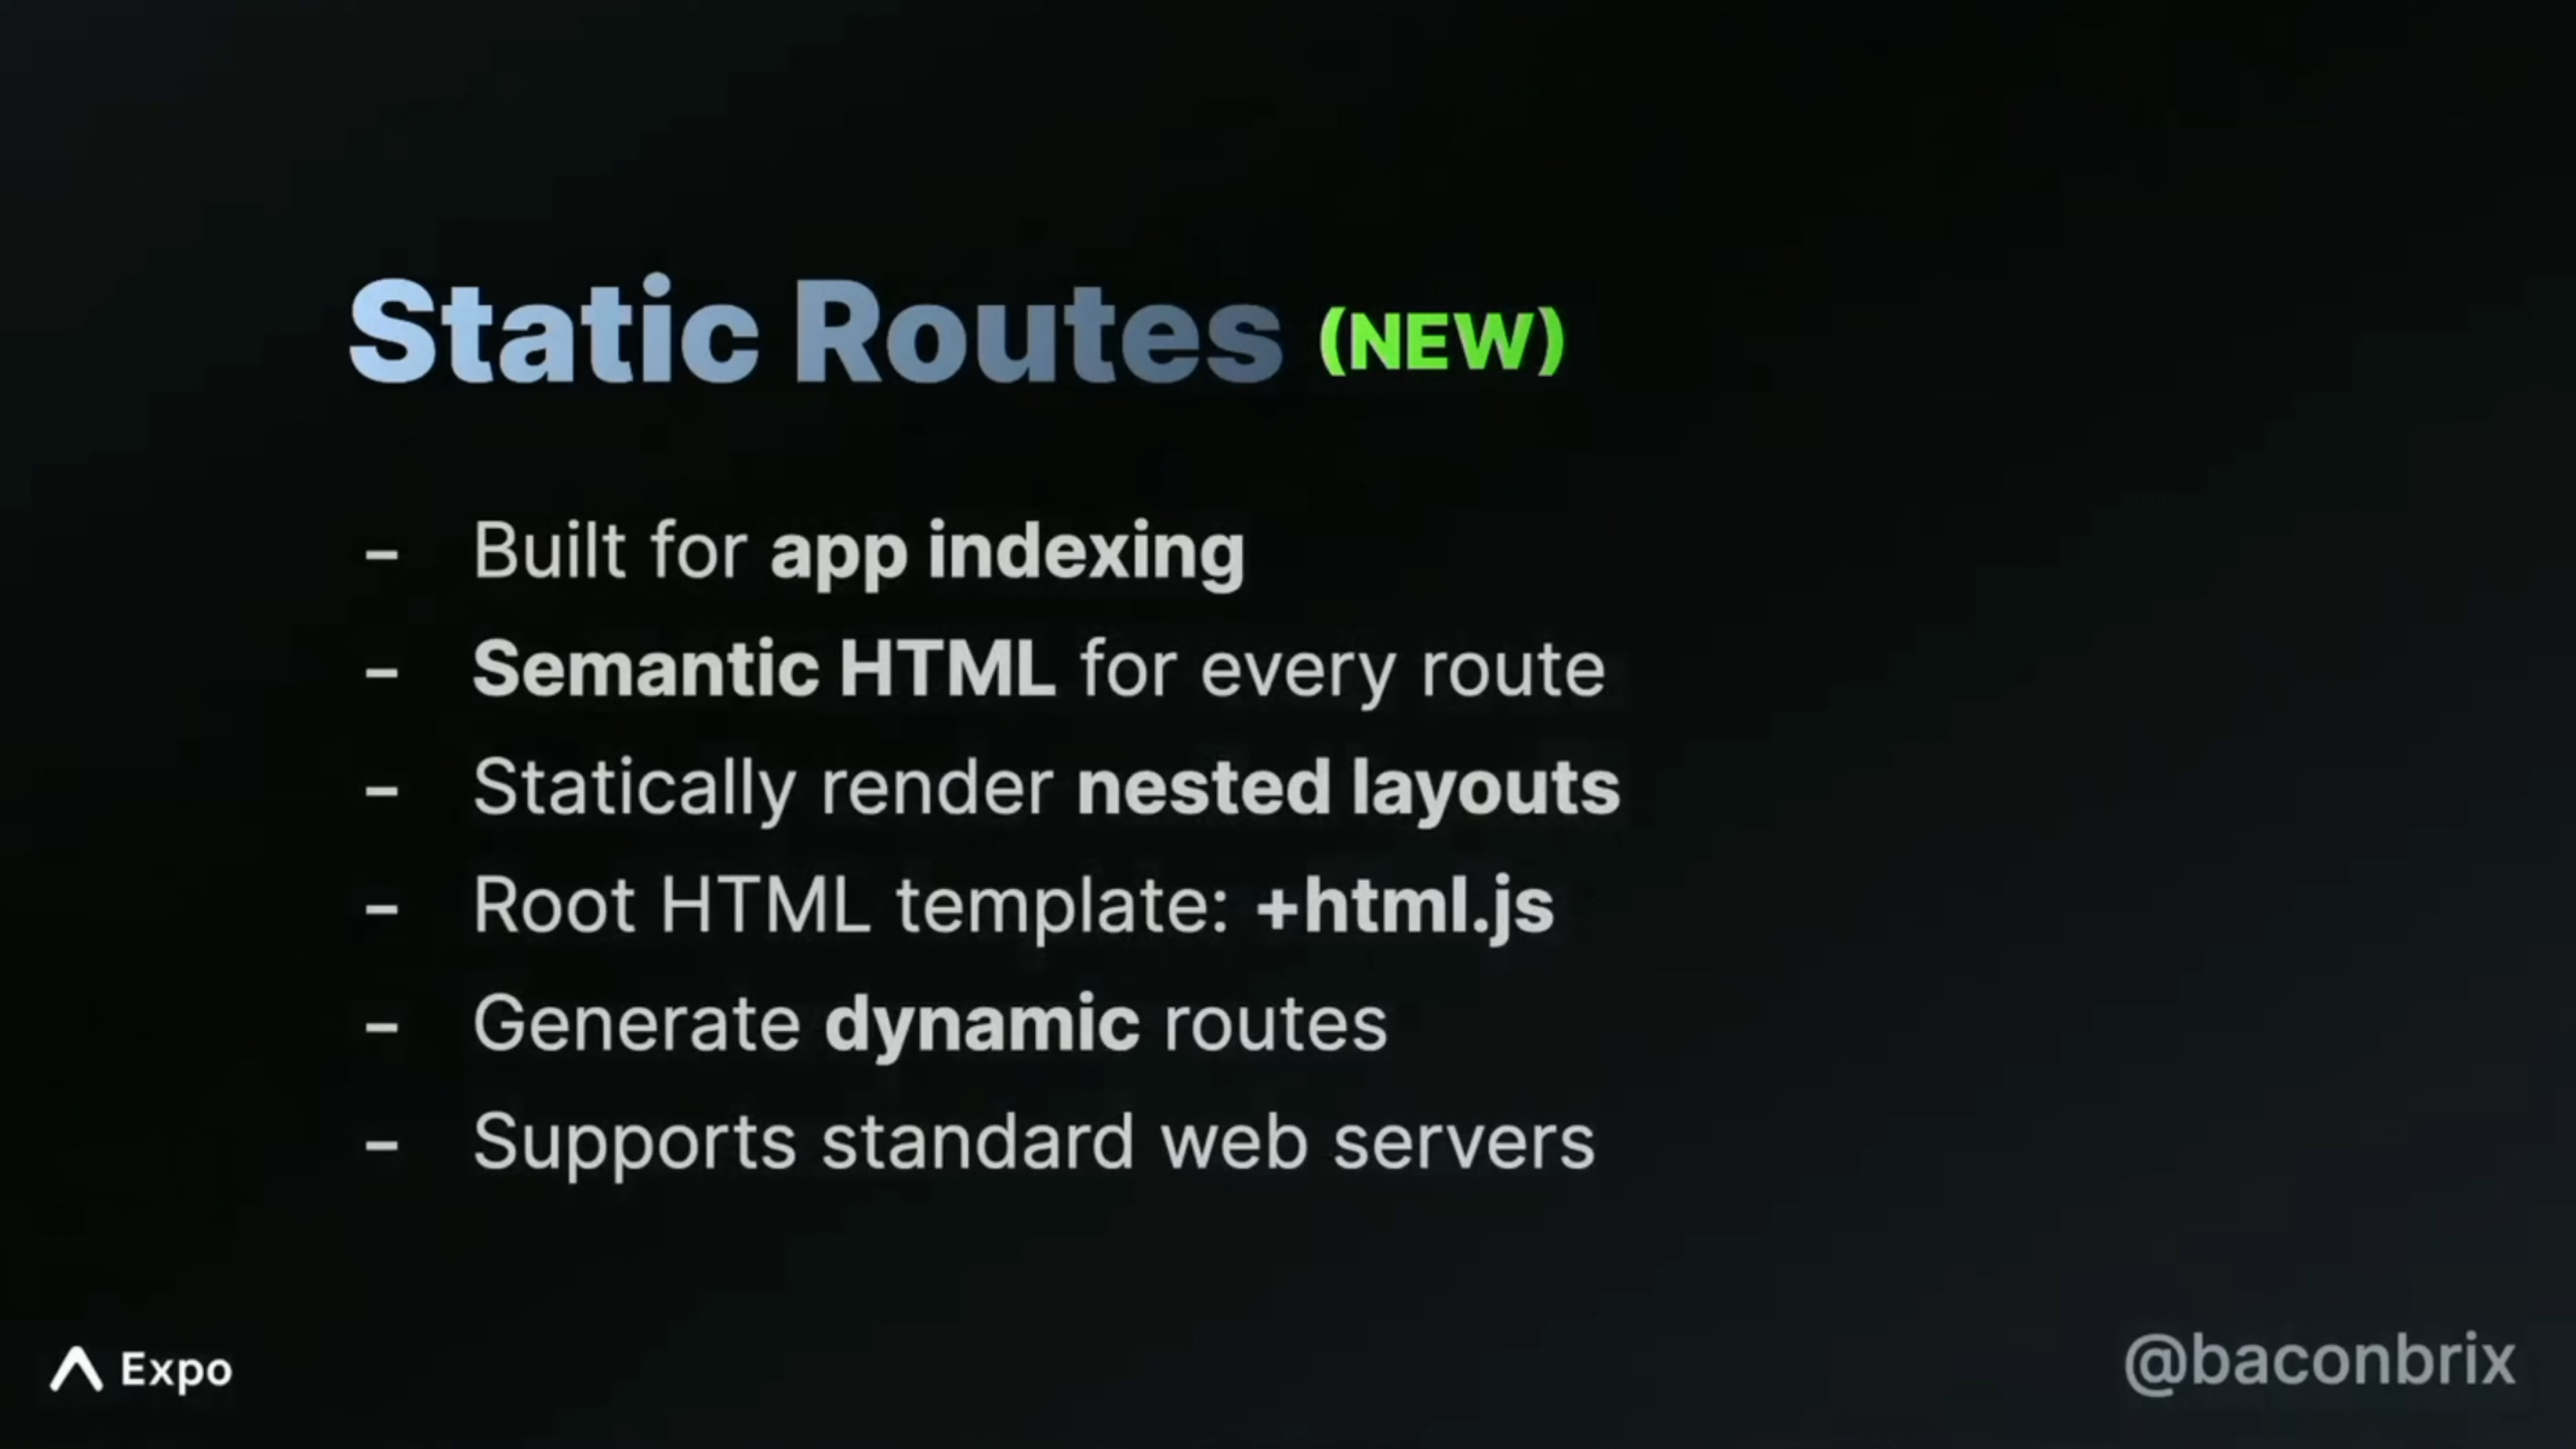 Static Routes (NEW)
- Built for app indexing
- Semantic HTML for every route
- Statically render nested layouts
- Root HTML template: +html.js
- Generate dynamic routes
- Supports standard web servers
Expo
@baconbrix